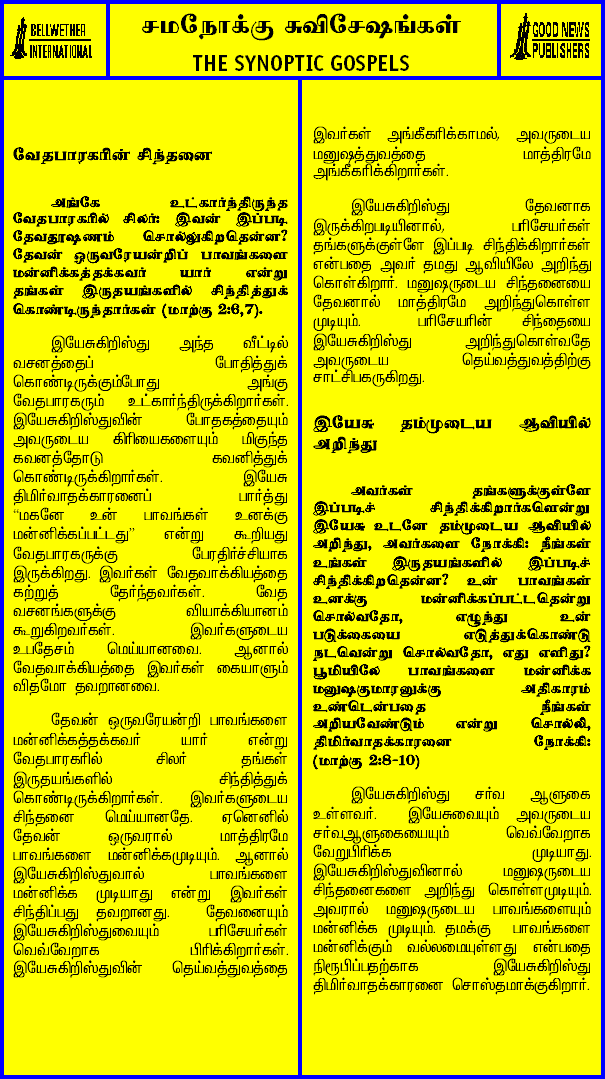 BELLWETHER
INTERNATIONAL
சமநோக்கு சுவிசேஷங்கள்
THE SYNOPTIC GOSPELS
GOOD NEWS
PUBLISHERS
வேதபாரகரின் சிந்தனை
அங்கே உட்கார்ந்திருந்த
வேதபாரகரில் சிலர்: இவன் இப்படி
தேவதூஷணம் சொல்லுகிறதென்ன?
தேவன் ஒருவரேயன்றிப் பாவங்களை
மன்னிக்கத்தக்கவர் யார் என்று
தங்கள் இருதயங்களில் சிந்தித்துக்
கொண்டிருந்தார்கள் (மாற்கு 2:6,7).
இயேசுகிறிஸ்து அந்த வீட்டில்
வசனத்தைப் போதித்துக்
கொண்டிருக்கும்போது அங்கு
வேதபாரகரும் உட்கார்ந்திருக்கிறார்கள்.
இயேசுகிறிஸ்துவின் போதகத்தையும்
அவருடைய கிரியைகளையும் மிகுந்த
கவனத்தோடு கவனித்துக்
கொண்டிருக்கிறார்கள். இயேசு
திமிர்வாதக்காரனைப் பார்த்து
“மகனே உன் பாவங்கள் உனக்கு
மன்னிக்கப்பட்டது” என்று கூறியது
வேதபாரகருக்கு பேரதிர்ச்சியாக
இருக்கிறது. இவர்கள் வேதவாக்கியத்தை
கற்றுத் தேர்ந்தவர்கள். வேத
வசனங்களுக்கு வியாக்கியானம்
கூறுகிறவர்கள். இவர்களுடைய
உபதேசம் மெய்யானவை. ஆனால்
வேதவாக்கியத்தை இவர்கள் கையாளும்
விதமோ தவறானவை.
தேவன் ஒருவரேயன்றி பாவங்களை
மன்னிக்கத்தக்கவர் யார் என்று
வேதபாரகரில் சிலர் தங்கள்
இருதயங்களில் சிந்தித்துக்
கொண்டிருக்கிறார்கள். இவர்களுடைய
சிந்தனை மெய்யானதே. ஏனெனில்
தேவன் ஒருவரால் மாத்திரமே
பாவங்களை மன்னிக்கமுடியும். ஆனால்
இயேசுகிறிஸ்துவால் பாவங்களை
மன்னிக்க முடியாது என்று இவர்கள்
சிந்திப்பது தவறானது. தேவனையும்
இயேசுகிறிஸ்துவையும் பரிசேயர்கள்
வெவ்வேறாக பிரிக்கிறார்கள்.
இயேசுகிறிஸ்துவின் தெய்வத்துவத்தை
இவர்கள் அங்கீகரிக்காமல், அவருடைய
மனுஷத்துவத்தை மாத்திரமே
அங்கீகரிக்கிறார்கள்.
இயேசுகிறிஸ்து தேவனாக
இருக்கிறபடியினால், பரிசேயர்கள்
தங்களுக்குள்ளே இப்படி சிந்திக்கிறார்கள்
என்பதை அவர் தமது ஆவியிலே அறிந்து
கொள்கிறார். மனுஷருடைய சிந்தனையை
தேவனால் மாத்திரமே அறிந்துகொள்ள
முடியும். பரிசேயரின் சிந்தையை
இயேசுகிறிஸ்து அறிந்துகொள்வதே
அவருடைய தெய்வத்துவத்திற்கு
சாட்சிபகருகிறது.
இயேசு தம்முடைய ஆவியில்
அறிந்து
அவர்கள் தங்களுக்குள்ளே
இப்படிச் சிந்திக்கிறார்களென்று
இயேசு உடனே தம்முடைய ஆவியில்
அறிந்து, அவர்களை நோக்கி: நீங்கள்
உங்கள் இருதயங்களில் இப்படிச்
சிந்திக்கிறதென்ன? உன் பாவங்கள்
உனக்கு மன்னிக்கப்பட்டதென்று
சொல்வதோ, எழுந்து உன்
படுக்கையை எடுத்துக்கொண்டு
நடவென்று சொல்வதோ, எது எளிது?
பூமியிலே பாவங்களை மன்னிக்க
மனுஷகுமாரனுக்கு அதிகாரம்
உண்டென்பதை நீங்கள்
அறியவேண்டும் என்று சொல்லி,
திமிர்வாதக்காரனை நோக்கி:
(மாற்கு 2:8-10)
இயேசுகிறிஸ்து சர்வ ஆளுகை
உள்ளவர். இயேசுவையும் அவருடைய
சர்வஆளுகையையும் வெவ்வேறாக
வேறுபிரிக்க முடியாது.
இயேசுகிறிஸ்துவினால் மனுஷருடைய
சிந்தனைகளை அறிந்து கொள்ளமுடியும்.
அவரால் மனுஷருடைய பாவங்களையும்
மன்னிக்க முடியும். தமக்கு பாவங்களை
மன்னிக்கும் வல்லமையுள்ளது என்பதை
நிரூபிப்பதற்காக இயேசுகிறிஸ்து
திமிர்வாதக்காரனை சொஸ்தமாக்குகிறார்.